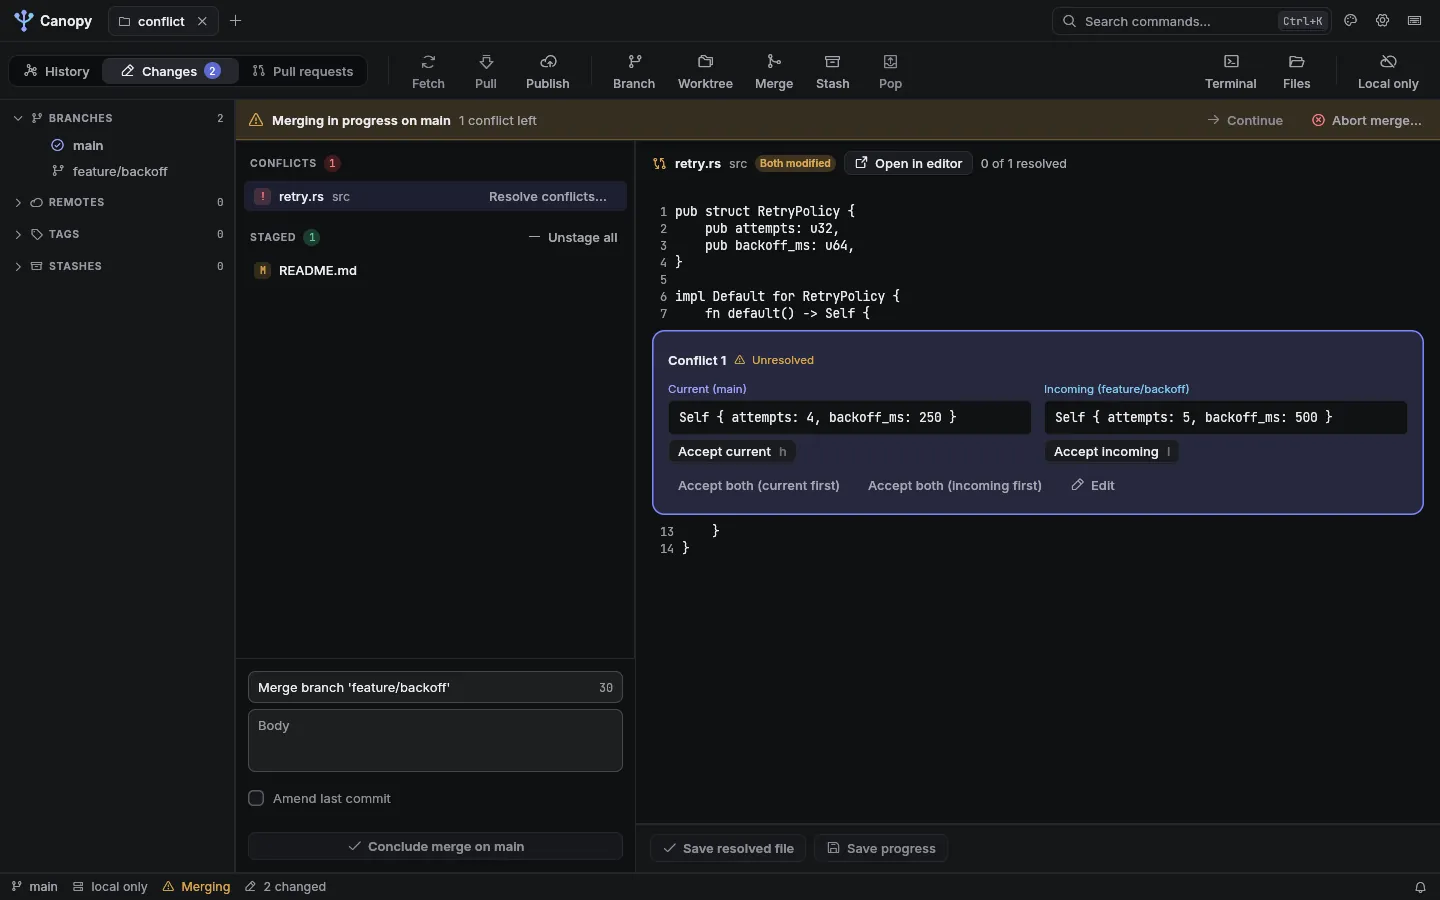 Canopy
conflict
Search commands...
Ctrl+K
History
Changes 2
Pull requests
Fetch
Pull
Publish
Branch
Worktree
Merge
Stash
Pop
Terminal
Files
Local only
BRANCHES 2
main
feature/backoff
REMOTES 0
TAGS 0
STASHES 0
Merging in progress on main 1 conflict left
Continue
Abort merge...
CONFLICTS 1
! retry.rs src Resolve conflicts...
STAGED 1
Unstage all
M README.md
Merge branch 'feature/backoff' 30
Body
Amend last commit
Conclude merge on main
retry.rs src Both modified Open in editor 0 of 1 resolved
1 pub struct RetryPolicy {
2 pub attempts: u32,
3 pub backoff_ms: u64,
4 }
5
6 impl Default for RetryPolicy {
7 fn default() -> Self {
Conflict 1 Unresolved
Current (main)
Self { attempts: 4, backoff_ms: 250 }
Accept current h
Incoming (feature/backoff)
Self { attempts: 5, backoff_ms: 500 }
Accept incoming l
Accept both (current first)
Accept both (incoming first)
Edit
13 }
14 }
Save resolved file
Save progress
main
local only
Merging
2 changed